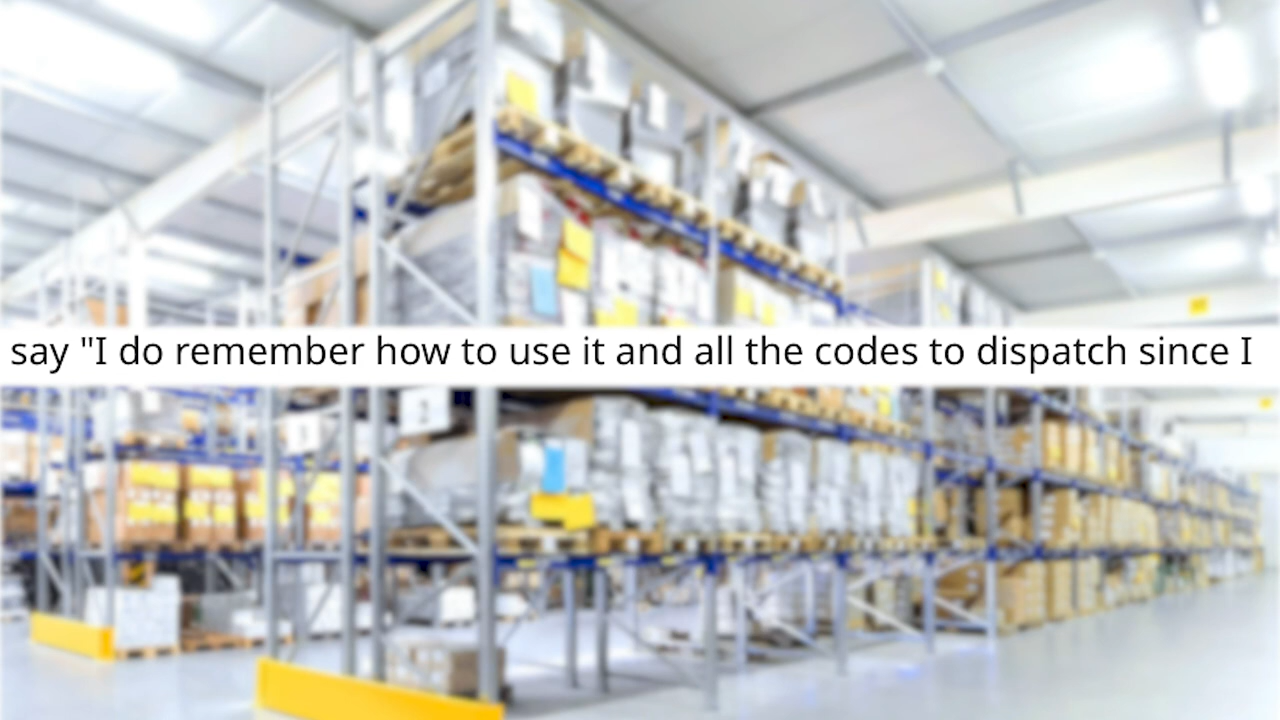 say "I do remember how to use it and all the codes to dispatch since I